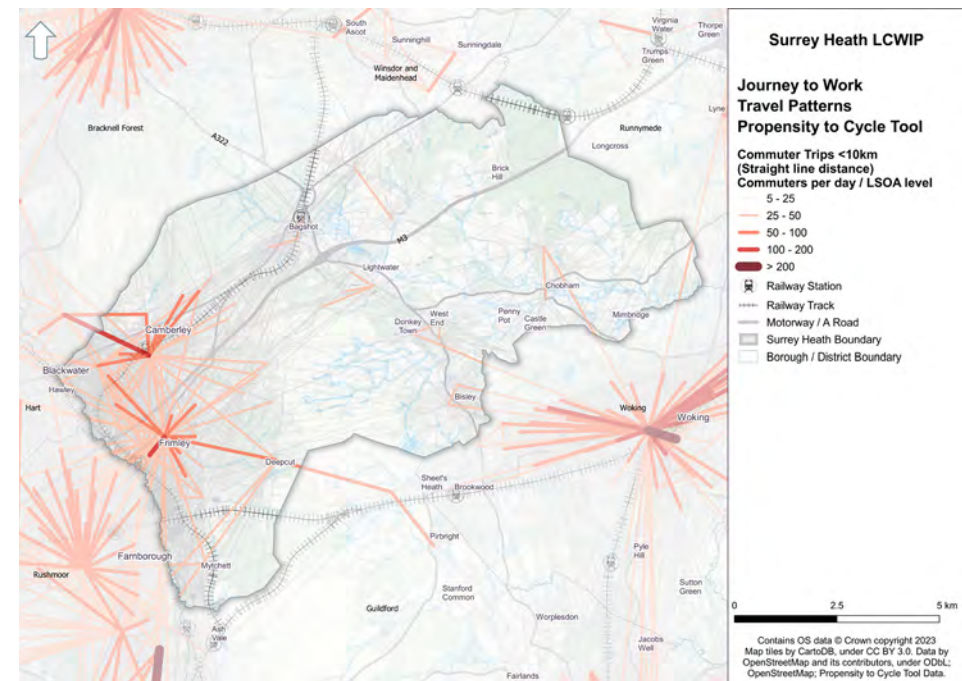 South
Ascot
Sunninghill
Sunningdale
Virginia
Water
Thorpe
Green
Trumps
Green
Winsdor and
Maidenhead
Lyne
Bracknell Forest
A322
Runnymede
Longcross
Brick
Hill
Bagshot
M3
Lightwater
Chobham
Camberley
Donkey
Town
West
End
Penny
Pot
Castle
Green
Mimbridge
Blackwater
Hawley
Hart
Bisley
Woking
Woking
Frimley
Deepcut
Sheet's
Heath
Brookwood
Pirbright
Farnborough
Mytchett
Rushmoor
Pyle
Hill
Stanford
Common
Sutton
Green
Guildford
Worplesdon
Ash
Vale
Jacobs
Well
Fairlands
Surrey Heath LCWIP
Journey to Work
Travel Patterns
Propensity to Cycle Tool
Commuter Trips <10km
(Straight line distance)
Commuters per day / LSOA level
5 - 25
25 - 50
50 - 100
100 - 200
> 200
Railway Station
Railway Track
Motorway / A Road
Surrey Heath Boundary
Borough / District Boundary
0 2.5 5 km
Contains OS data © Crown copyright 2023
Map tiles by CartoDB, under CC BY 3.0. Data by
OpenStreetMap and its contributors, under ODbL;
OpenStreetMap; Propensity to Cycle Tool Data.